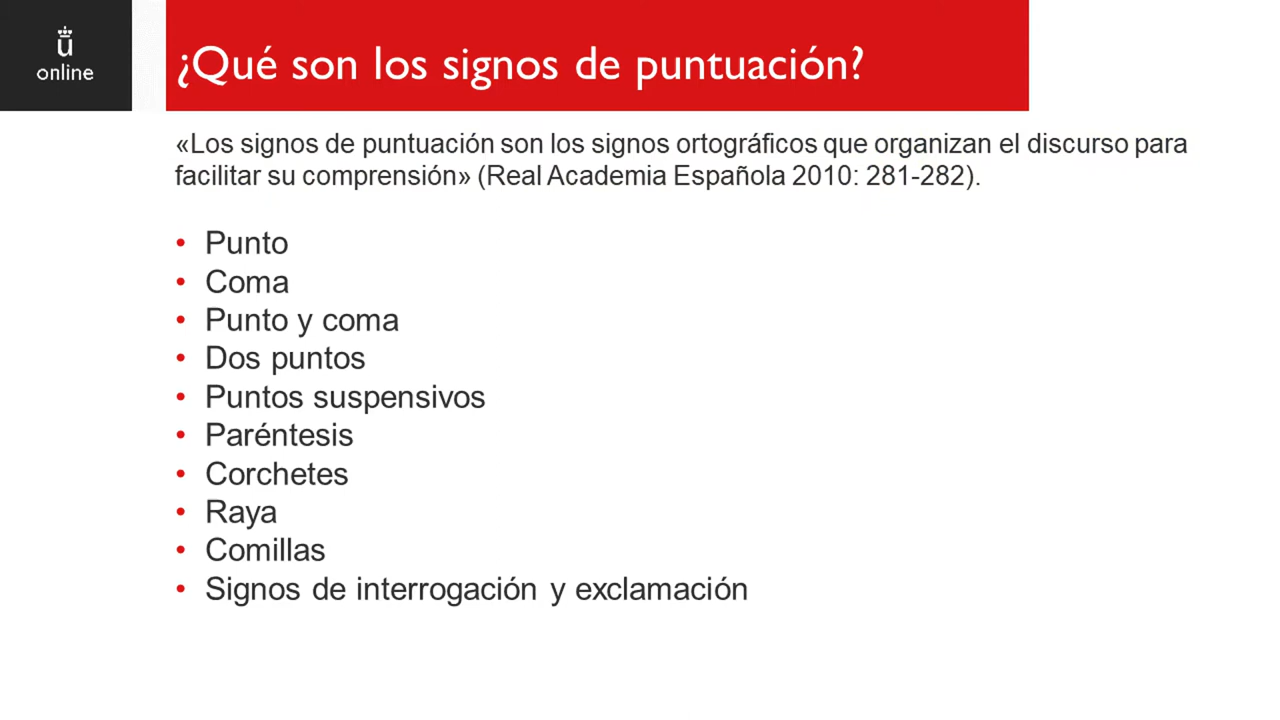 ü
online
¿Qué son los signos de puntuación?
«Los signos de puntuación son los signos ortográficos que organizan el discurso para
facilitar su comprensión» (Real Academia Española 2010: 281-282).
• Punto
• Coma
• Punto y coma
• Dos puntos
• Puntos suspensivos
• Paréntesis
• Corchetes
• Raya
• Comillas
• Signos de interrogación y exclamación